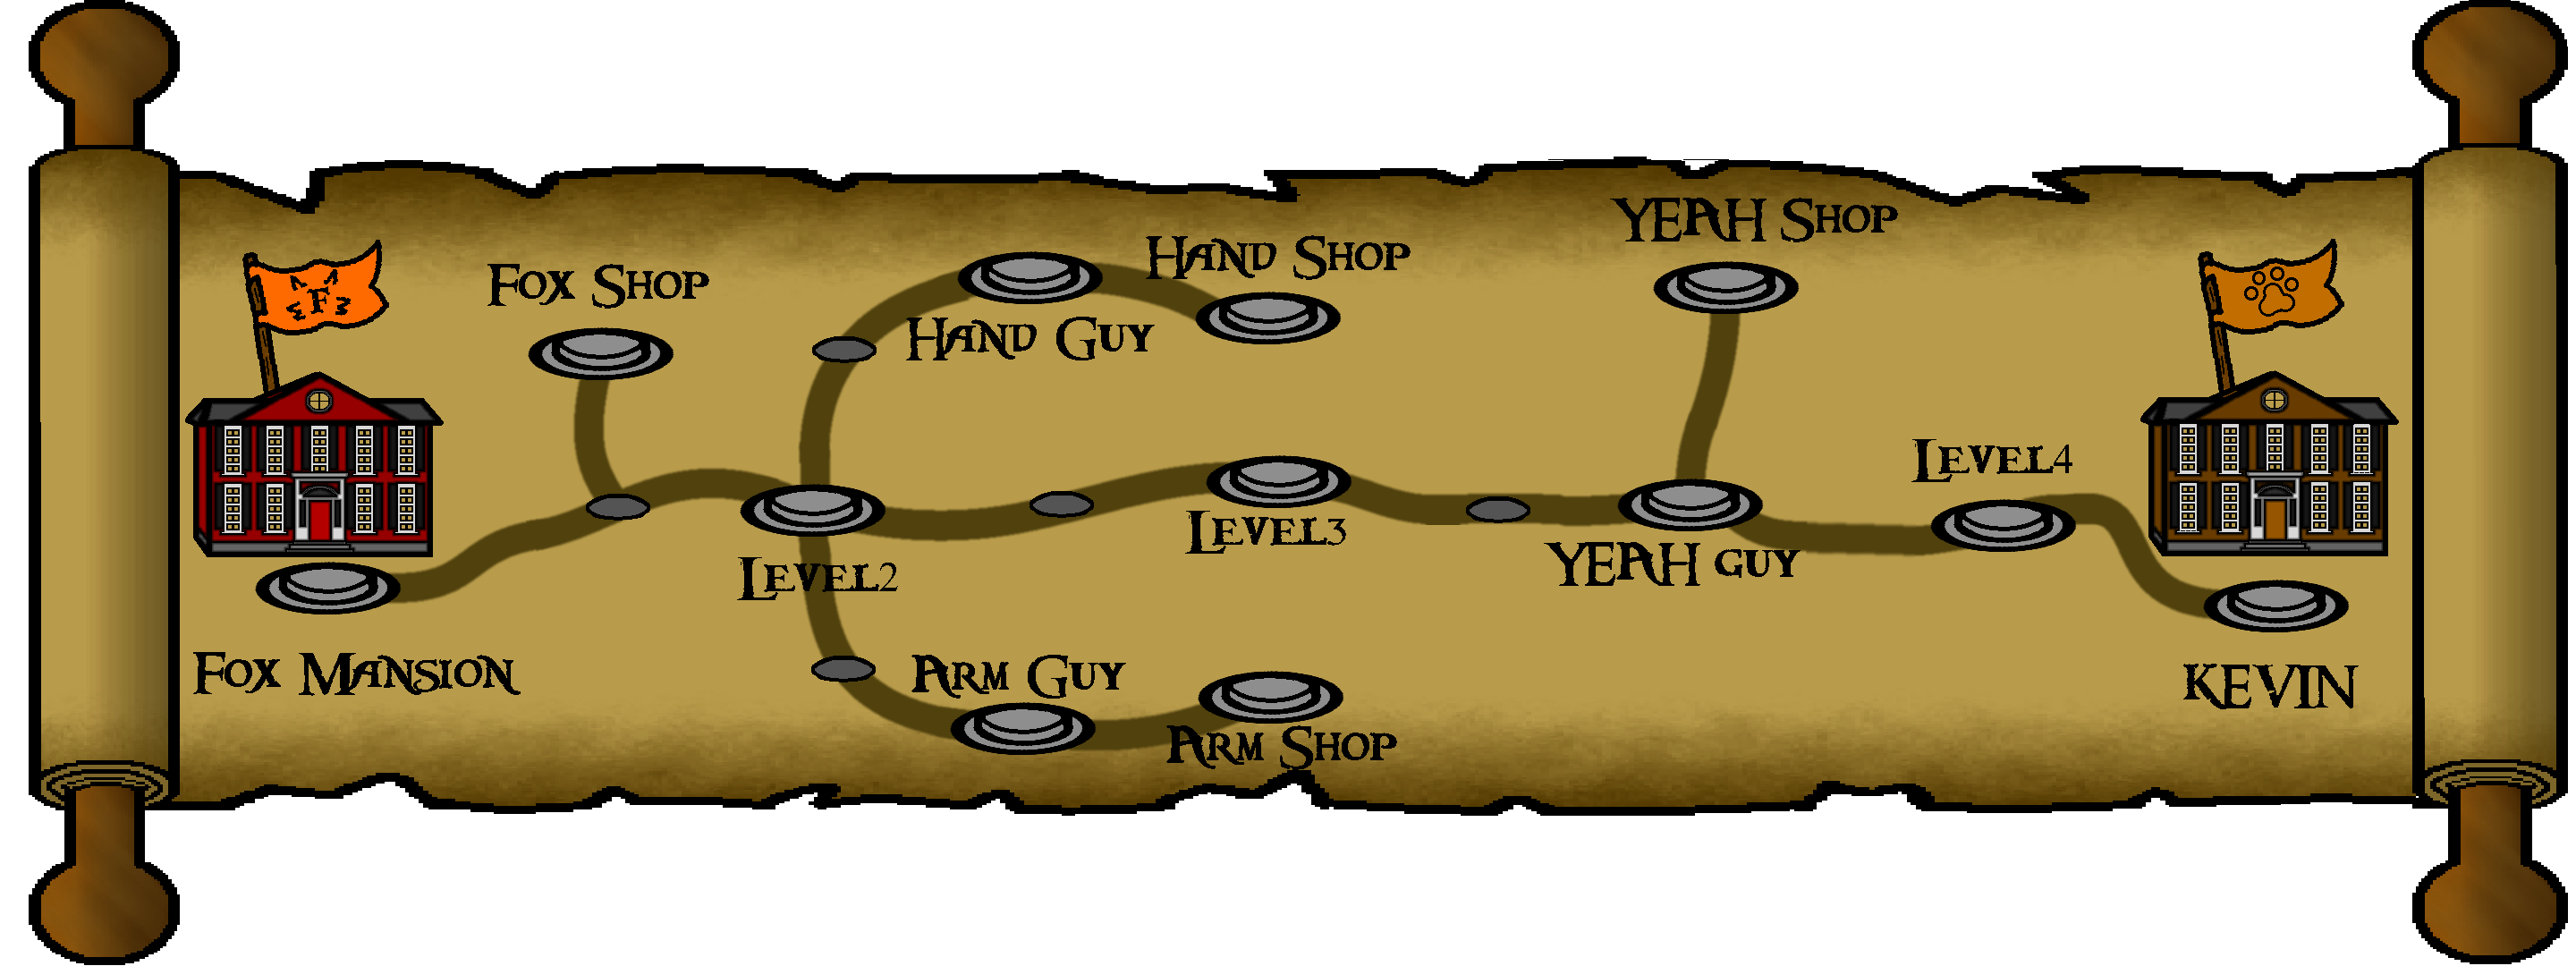 YEAH Shop
Hand Shop
Fox Shop
F
Hand Guy
Level4
Level3
YEAH guy
Level2
Fox Mansion
Arm Guy
KEVIN
Arm Shop